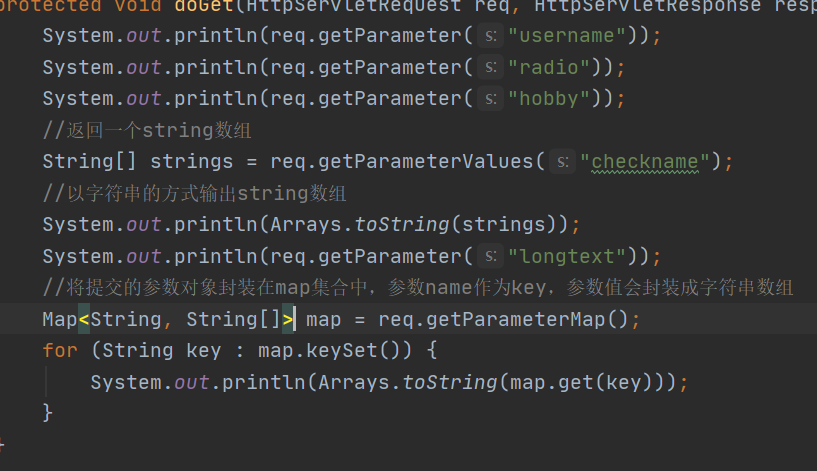 protected void doGet(HttpServletRequest req, HttpServletResponse resp
System.out.println(req.getParameter( s: "username"));
System.out.println(req.getParameter( s: "radio"));
System.out.println(req.getParameter( s: "hobby"));
//返回一个string数组
String[] strings = req.getParameterValues( s: "checkname");
//以字符串的方式输出string数组
System.out.println(Arrays.toString(strings));
System.out.println(req.getParameter( s: "longtext"));
//将提交的参数对象封装在map集合中，参数name作为key，参数值会封装成字符串数组
Map<String, String[]> map = req.getParameterMap();
for (String key : map.keySet()) {
System.out.println(Arrays.toString(map.get(key)));
}